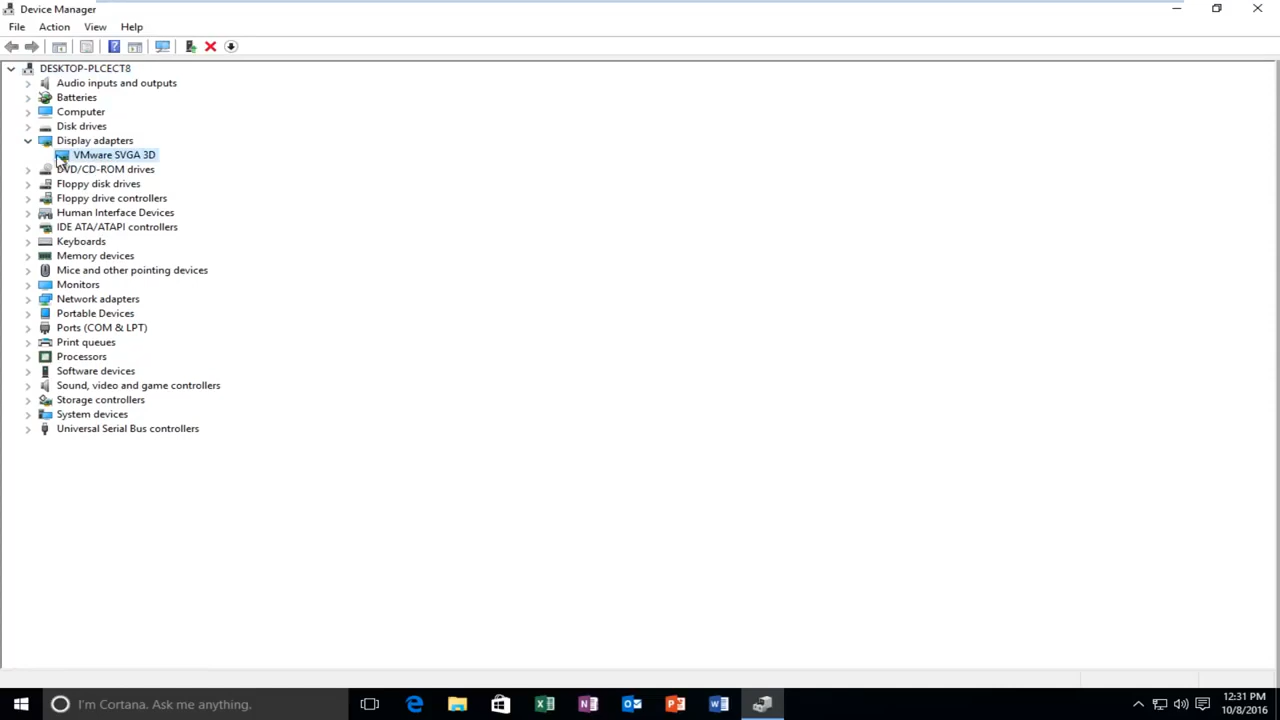 Device Manager
File Action View Help
DESKTOP-PLCECT8
Audio inputs and outputs
Batteries
Computer
Disk drives
Display adapters
VMware SVGA 3D
DVD/CD-ROM drives
Floppy disk drives
Floppy drive controllers
Human Interface Devices
IDE ATA/ATAPI controllers
Keyboards
Memory devices
Mice and other pointing devices
Monitors
Network adapters
Portable Devices
Ports (COM & LPT)
Print queues
Processors
Software devices
Sound, video and game controllers
Storage controllers
System devices
Universal Serial Bus controllers
I'm Cortana. Ask me anything.
12:31 PM
10/8/2016